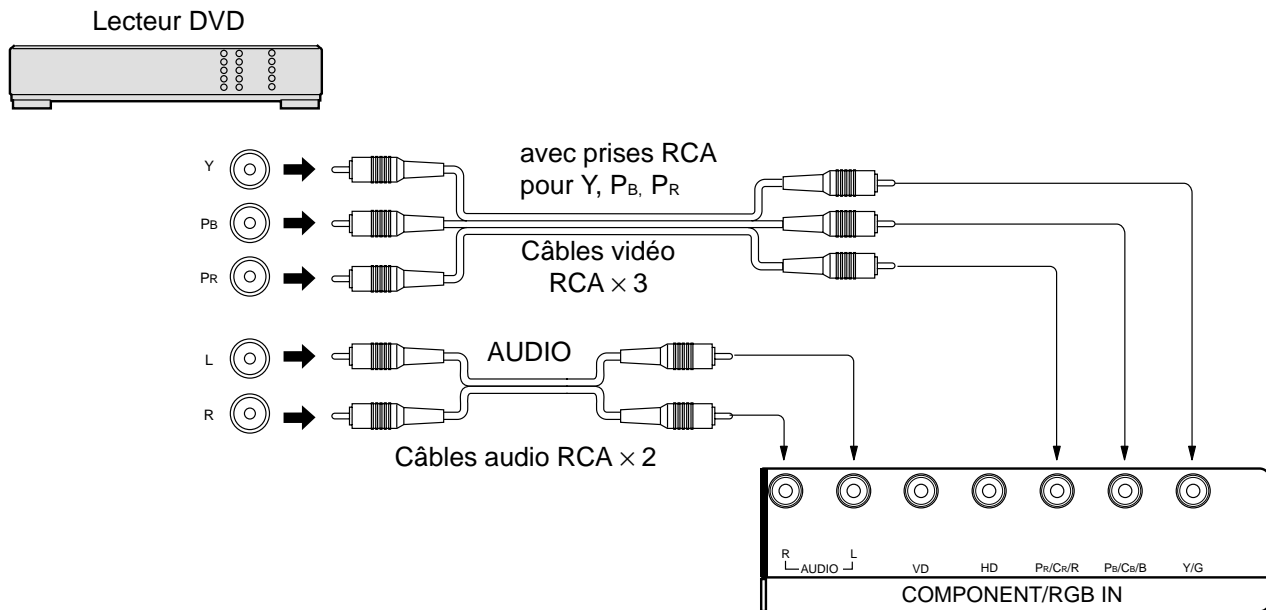 Lecteur DVD
Y
PB
PR
avec prises RCA
pour Y, PB, PR
Câbles vidéo
RCA × 3
L
R
AUDIO
Câbles audio RCA × 2
R AUDIO L VD HD PR/CR/R PB/CB/B Y/G
COMPONENT/RGB IN